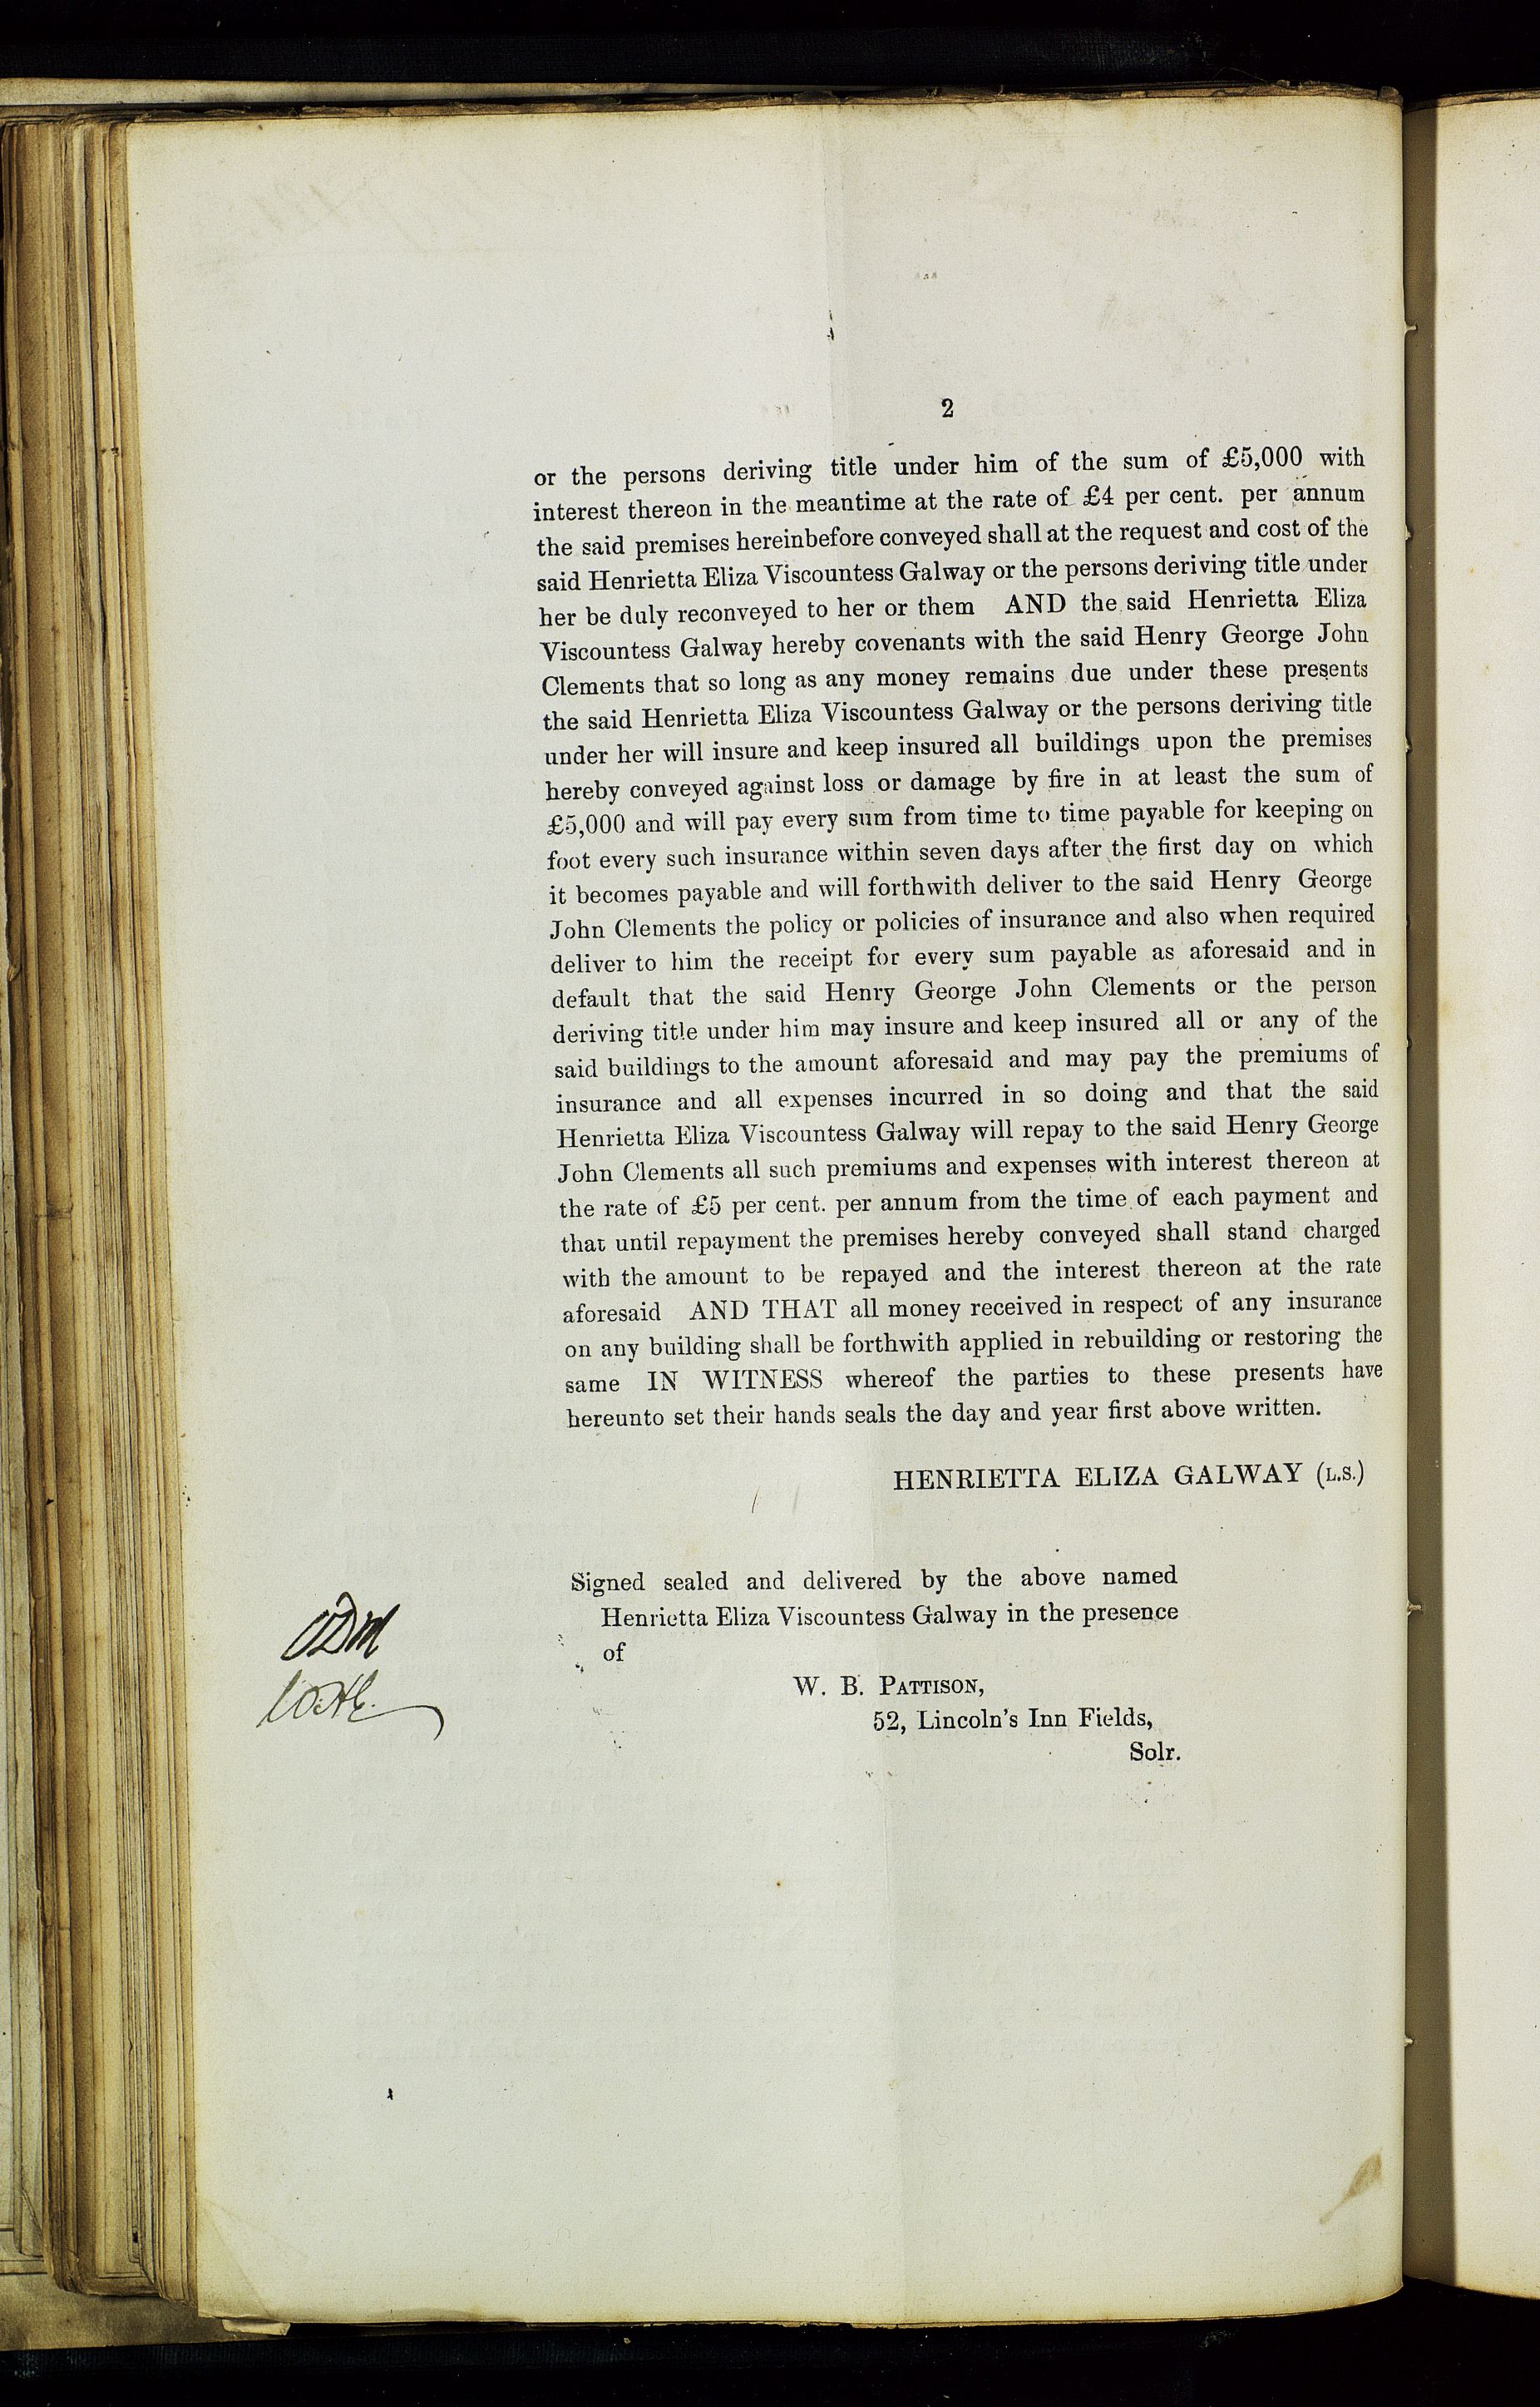 2
or the persons deriving title under him of the sum of £5,000 with
interest thereon in the meantime at the rate of £4 per cent. per annum
the said premises hereinbefore conveyed shall at the request and cost of the
said Henrietta Eliza Viscountess Galway or the persons deriving title under
her be duly reconveyed to her or them AND the said Henrietta Eliza
Viscountess Galway hereby covenants with the said Henry George John
Clements that so long as any money remains due under these presents
the said Henrietta Eliza Viscountess Galway or the persons deriving title
under her will insure and keep insured all buildings upon the premises
hereby conveyed against loss or damage by fire in at least the sum of
£5,000 and will pay every sum from time to time payable for keeping on
foot every such insurance within seven days after the first day on which
it becomes payable and will forthwith deliver to the said Henry George
John Clements the policy or policies of insurance and also when required
deliver to him the receipt for every sum payable as aforesaid and in
default that the said Henry George John Clements or the person
deriving title under him may insure and keep insured all or any of the
said buildings to the amount aforesaid and may pay the premiums of
insurance and all expenses incurred in so doing and that the said
Henrietta Eliza Viscountess Galway will repay to the said Henry George
John Clements all such premiums and expenses with interest thereon at
the rate of £5 per cent. per annum from the time of each payment and
that until repayment the premises hereby conveyed shall stand charged
with the amount to be repayed and the interest thereon at the rate
aforesaid AND THAT all money received in respect of any insurance
on any building shall be forthwith applied in rebuilding or restoring the
same IN WITNESS whereof the parties to these presents have
hereunto set their hands seals the day and year first above written.
HENRIETTA ELIZA GALWAY (L.S.)
Signed sealed and delivered by the above named
Henrietta Eliza Viscountess Galway in the presence
of
W. B. PATTISON,
52, Lincoln's Inn Fields,
Solr.